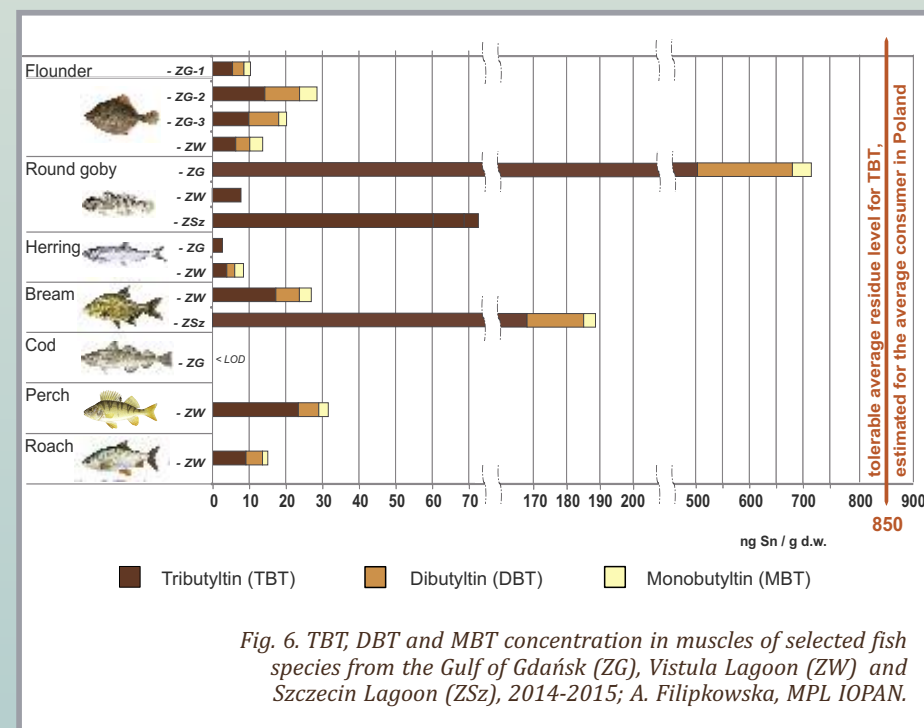 Flounder - ZG-1
- ZG-2
- ZG-3
- ZW
Round goby - ZG
- ZW
- ZSz
Herring - ZG
- ZW
Bream - ZW
- ZSz
Cod
- ZG < LOD
Perch
- ZW
Roach
- ZW
0 10 20 30 40 50 60 70 170 180 190 200 500 600 700 800 900
850
ng Sn / g d.w.
tolerable average residue level for TBT,
estimated for the average consumer in Poland
Tributyltin (TBT) Dibutyltin (DBT) Monobutyltin (MBT)
Fig. 6. TBT, DBT and MBT concentration in muscles of selected fish
species from the Gulf of Gdańsk (ZG), Vistula Lagoon (ZW) and
Szczecin Lagoon (ZSz), 2014-2015; A. Filipkowska, MPL IOPAN.